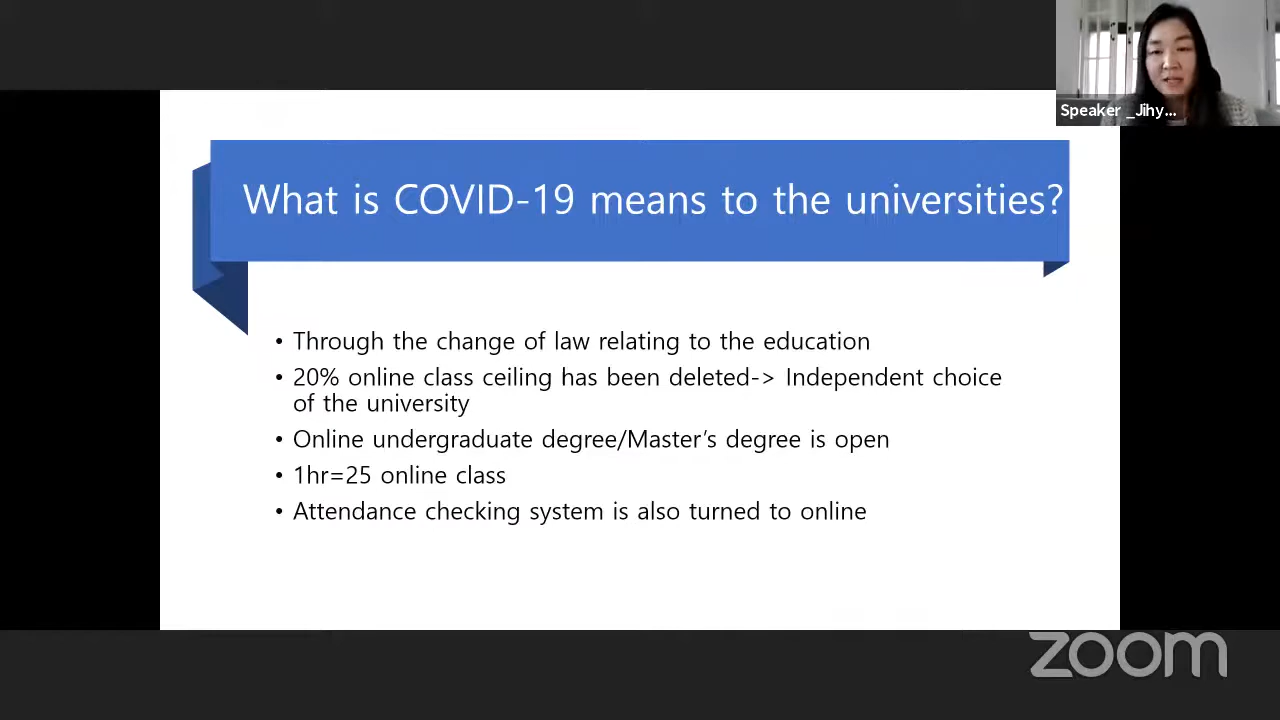 Speaker _Jihy...
What is COVID-19 means to the universities?
• Through the change of law relating to the education
• 20% online class ceiling has been deleted-> Independent choice
of the university
• Online undergraduate degree/Master's degree is open
• 1hr=25 online class
• Attendance checking system is also turned to online
zoom